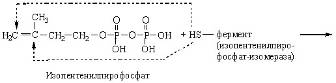 CH₃
H₂C=C—CH₂—CH₂—O—P—O—P—OH + HS— фермент
O O
OH OH
(изопентенилпиро-
фосфат-изомераза)
Изопентенилпирофосфат